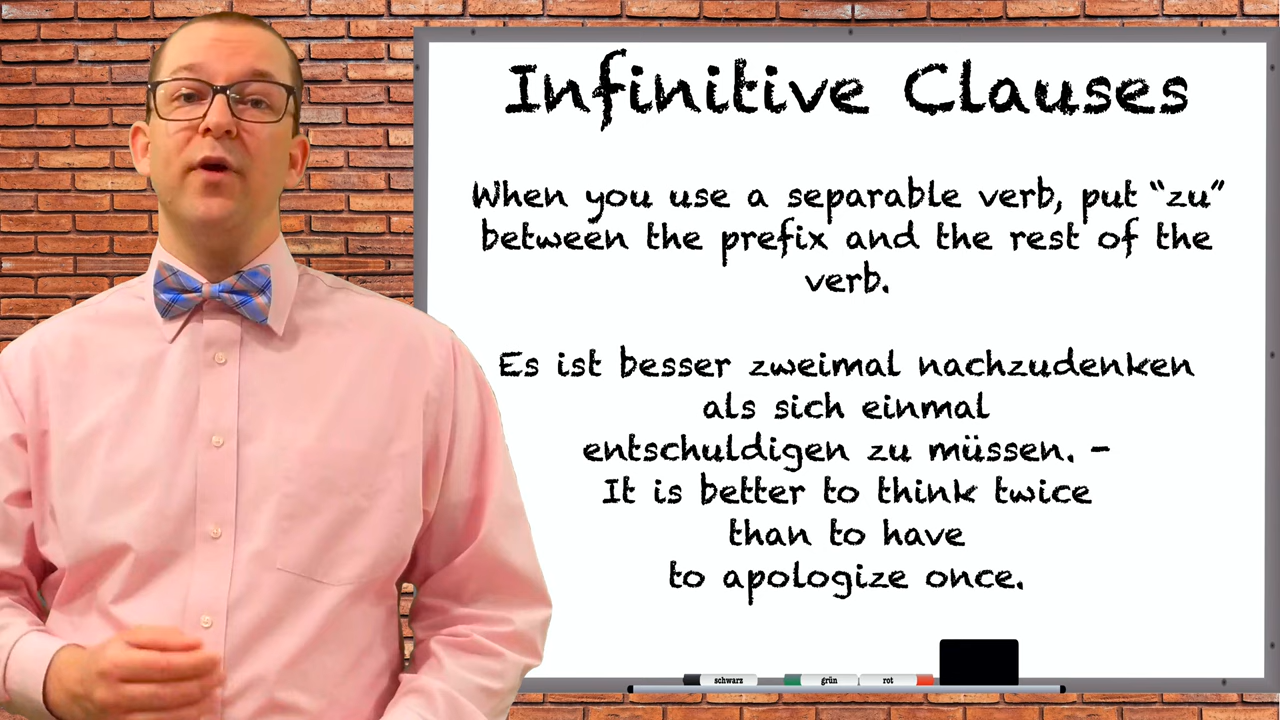 Infinitive Clauses
When you use a separable verb, put “zu”
between the prefix and the rest of the
verb.
Es ist besser zweimal nachzudenken
als sich einmal
entschuldigen zu müssen. -
It is better to think twice
than to have
to apologize once.
schwarz grün rot